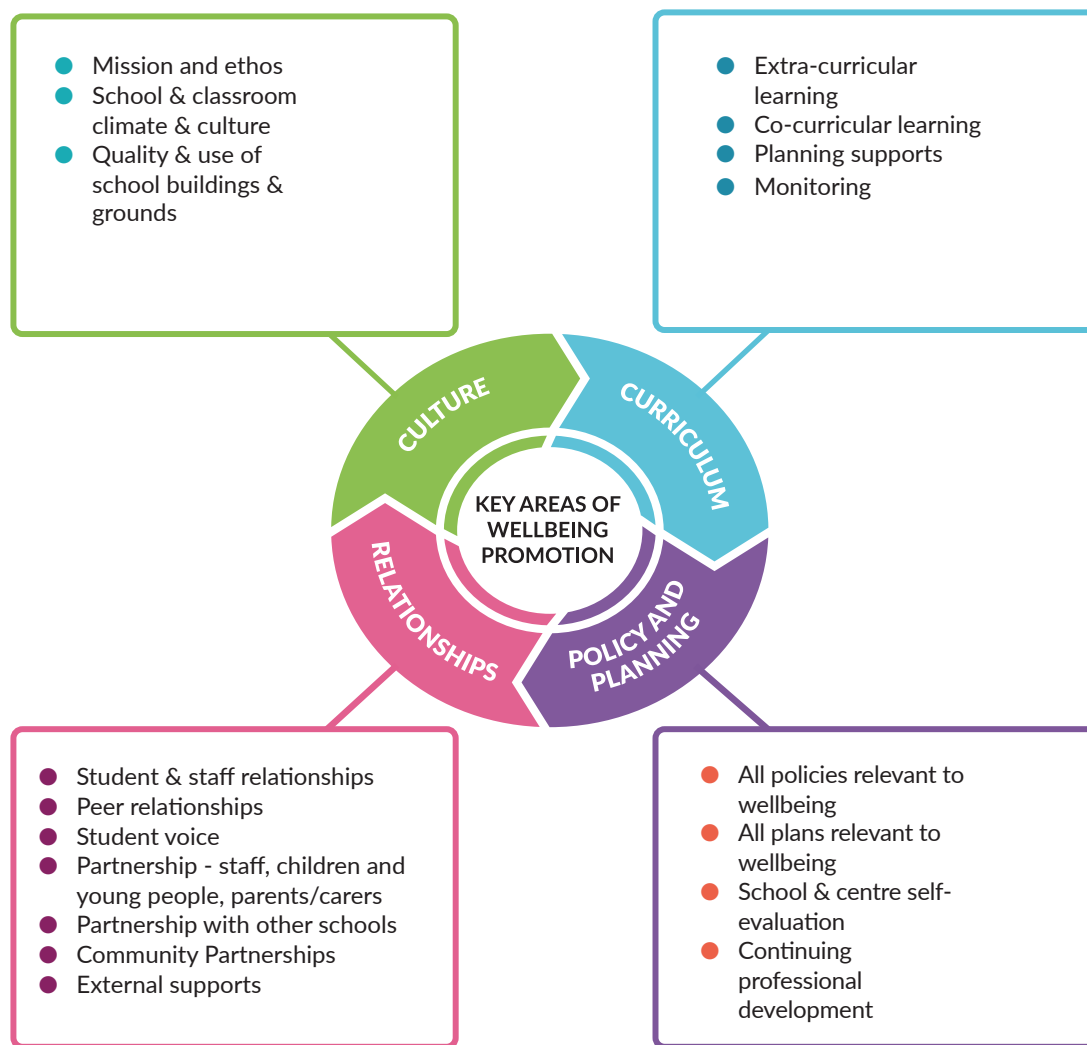 Mission and ethos
School & classroom
climate & culture
Quality & use of
school buildings &
grounds
Extra-curricular
learning
Co-curricular learning
Planning supports
Monitoring
CULTURE
CURRICULUM
KEY AREAS OF
WELLBEING
PROMOTION
RELATIONSHIPS
POLICY AND
PLANNING
Student & staff relationships
Peer relationships
Student voice
Partnership - staff, children and
young people, parents/carers
Partnership with other schools
Community Partnerships
External supports
All policies relevant to
wellbeing
All plans relevant to
wellbeing
School & centre self-
evaluation
Continuing
professional
development